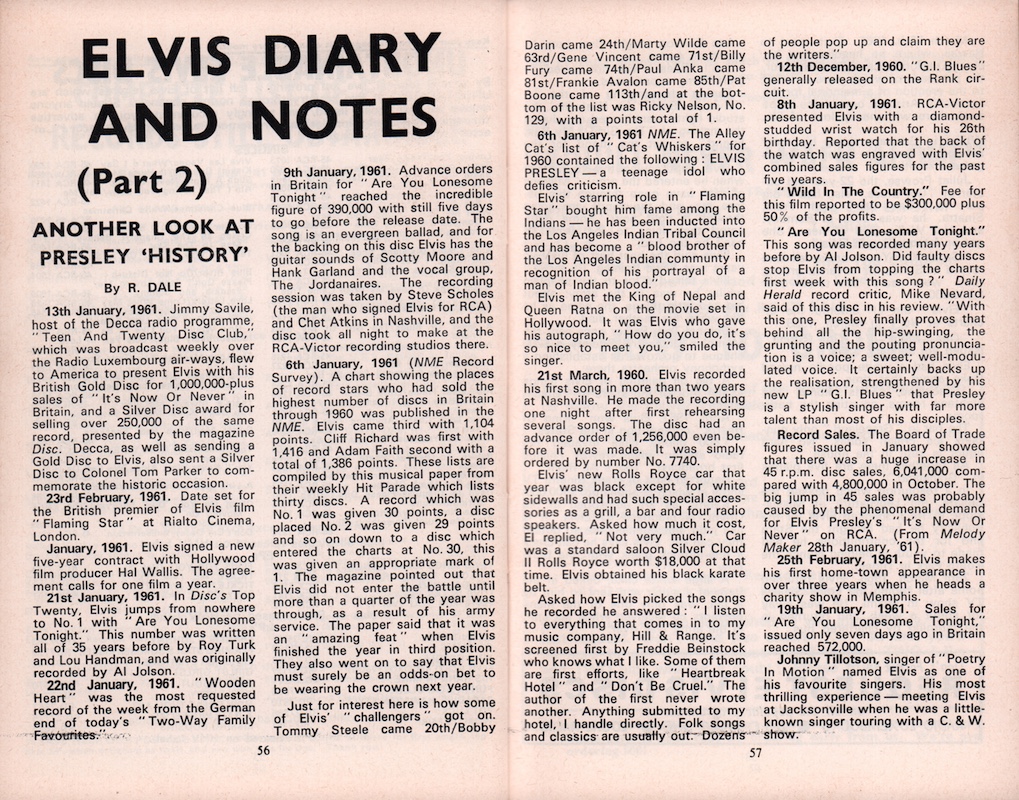 ELVIS DIARY
AND NOTES
(Part 2)
ANOTHER LOOK AT
PRESLEY ‘HISTORY’
By R. DALE
13th January, 1961. Jimmy Savile,
host of the Decca radio programme,
“Teen And Twenty Disc Club,”
which was broadcast weekly over
the Radio Luxembourg air-ways, flew
to America to present Elvis with his
British Gold Disc for 1,000,000-plus
sales of “It's Now Or Never” in
Britain, and a Silver Disc award for
selling over 250,000 of the same
record, presented by the magazine
Disc. Decca, as well as sending a
Gold Disc to Elvis, also sent a Silver
Disc to Colonel Tom Parker to com-
memorate the historic occasion.
23rd February, 1961. Date set for
the British premier of Elvis film
“Flaming Star” at Rialto Cinema,
London.
January, 1961. Elvis signed a new
five-year contract with Hollywood
film producer Hal Wallis. The agree-
ment calls for one film a year.
21st January, 1961. In Disc's Top
Twenty, Elvis jumps from nowhere
to No. 1 with “Are You Lonesome
Tonight.” This number was written
all of 35 years before by Roy Turk
and Lou Handman, and was originally
recorded by Al Jolson.
22nd January, 1961. “Wooden
Heart” was the most requested
record of the week from the German
end of today's “Two-Way Family
Favourites.”
9th January, 1961. Advance orders
in Britain for “Are You Lonesome
Tonight” reached the incredible
figure of 390,000 with still five days
to go before the release date. The
song is an evergreen ballad, and for
the backing on this disc Elvis has the
guitar sounds of Scotty Moore and
Hank Garland and the vocal group,
The Jordanaires. The recording
session was taken by Steve Scholes
(the man who signed Elvis for RCA)
and Chet Atkins in Nashville, and the
disc took all night to make at the
RCA-Victor recording studios there.
6th January, 1961 (NME Record
Survey). A chart showing the places
of record stars who had sold the
highest number of discs in Britain
through 1960 was published in the
NME. Elvis came third with 1,104
points. Cliff Richard was first with
1,416 and Adam Faith second with a
total of 1,386 points. These lists are
compiled by this musical paper from
their weekly Hit Parade which lists
thirty discs. A record which was
No. 1 was given 30 points, a disc
placed No. 2 was given 29 points
and so on down to a disc which
entered the charts at No. 30, this
was given an appropriate mark of
1. The magazine pointed out that
Elvis did not enter the battle until
more than a quarter of the year was
through, as a result of his army
service. The paper said that it was
an “amazing feat” when Elvis
finished the year in third position.
They also went on to say that Elvis
must surely be an odds-on bet to
be wearing the crown next year.
Just for interest here is how some
of Elvis' “challengers” got on.
Tommy Steele came 20th/Bobby
56
Darin came 24th/Marty Wilde came
63rd/Gene Vincent came 71st/Billy
Fury came 74th/Paul Anka came
81st/Frankie Avalon came 85th/Pat
Boone came 113th/and at the bot-
tom of the list was Ricky Nelson, No.
129, with a points total of 1.
6th January, 1961 NME. The Alley
Cat's list of “Cat's Whiskers” for
1960 contained the following : ELVIS
PRESLEY — a teenage idol who
defies criticism.
Elvis' starring role in “Flaming
Star” bought him fame among the
Indians — he has been inducted into
the Los Angeles Indian Tribal Council
and has become a “blood brother of
the Los Angeles Indian communty in
recognition of his portrayal of a
man of Indian blood.”
Elvis met the King of Nepal and
Queen Ratna on the movie set in
Hollywood. It was Elvis who gave
his autograph, “How do you do, it's
so nice to meet you,” smiled the
singer.
21st March, 1960. Elvis recorded
his first song in more than two years
at Nashville. He made the recording
one night after first rehearsing
several songs. The disc had an
advance order of 1,256,000 even be-
fore it was made. It was simply
ordered by number No. 7740.
Elvis' new Rolls Royce car that
year was black except for white
sidewalls and had such special acces-
sories as a grill, a bar and four radio
speakers. Asked how much it cost,
El replied, “Not very much.” Car
was a standard saloon Silver Cloud
II Rolls Royce worth $18,000 at that
time. Elvis obtained his black karate
belt.
Asked how Elvis picked the songs
he recorded he answered : “I listen
to everything that comes in to my
music company, Hill & Range. It's
screened first by Freddie Beinstock
who knows what I like. Some of them
are first efforts, like “Heartbreak
Hotel” and “Don't Be Cruel.” The
author of the first never wrote
another. Anything submitted to my
hotel, I handle directly. Folk songs
and classics are usually out. Dozens
of people pop up and claim they are
the writers.”
12th December, 1960. “G.I. Blues”
generally released on the Rank cir-
cuit.
8th January, 1961. RCA-Victor
presented Elvis with a diamond-
studded wrist watch for his 26th
birthday. Reported that the back of
the watch was engraved with Elvis'
combined sales figures for the past
five years.
“Wild In The Country.” Fee for
this film reported to be $300,000 plus
50% of the profits.
“Are You Lonesome Tonight.”
This song was recorded many years
before by Al Jolson. Did faulty discs
stop Elvis from topping the charts
first week with this song ?” Daily
Herald record critic, Mike Nevard,
said of this disc in his review. “With
this one, Presley finally proves that
behind all the hip-swinging, the
grunting and the pouting pronuncia-
tion is a voice; a sweet; well-modu-
lated voice. It certainly backs up
the realisation, strengthened by his
new LP “G.I. Blues” that Presley
is a stylish singer with far more
talent than most of his disciples.
Record Sales. The Board of Trade
figures issued in January showed
that there was a huge increase in
45 r.p.m. disc sales, 6,041,000 com-
pared with 4,800,000 in October. The
big jump in 45 sales was probably
caused by the phenomenal demand
for Elvis Presley's “It's Now Or
Never” on RCA. (From Melody
Maker 28th January, '61).
25th February, 1961. Elvis makes
his first home-town appearance in
over three years when he heads a
charity show in Memphis.
19th January, 1961. Sales for
“Are You Lonesome Tonight,”
issued only seven days ago in Britain
reached 572,000.
Johnny Tillotson, singer of “Poetry
In Motion” named Elvis as one of
his favourite singers. His most
thrilling experience — meeting Elvis
at Jacksonville when he was a little-
known singer touring with a C. & W.
show.
57